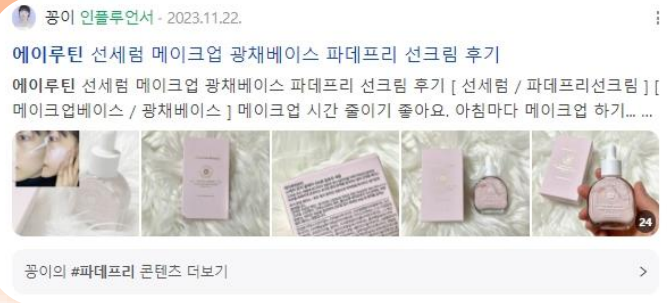 꽁이 인플루언서 · 2023.11.22.
에이루틴 선세럼 메이크업 광채베이스 파데프리 선크림 후기
에이루틴 선세럼 메이크업 광채베이스 파데프리 선크림 후기 [ 선세럼 / 파데프리선크림 ] [
메이크업베이스 / 광채베이스 ] 메이크업 시간 줄이기 좋아요. 아침마다 메이크업 하기... ...
24
꽁이의 #파데프리 콘텐츠 더보기